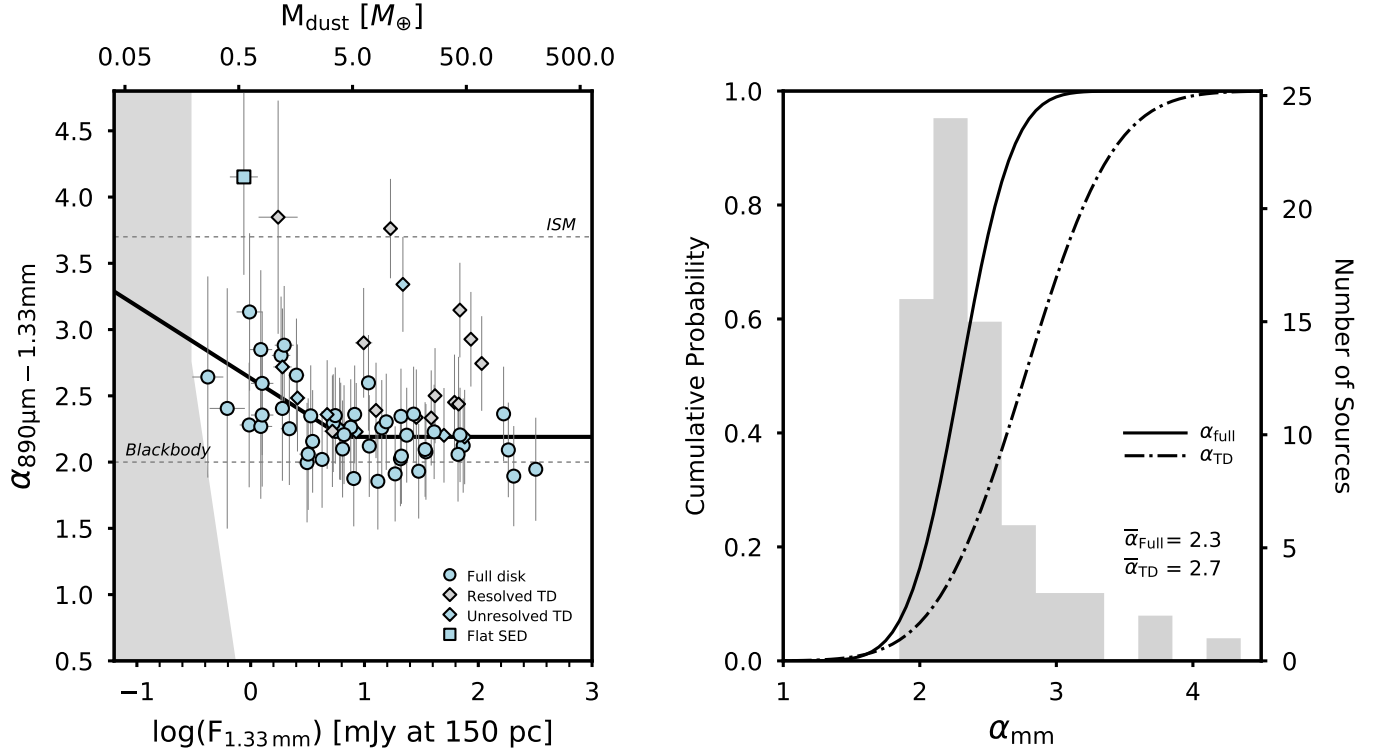 M_dust [M_⊕]
0.05 0.5 5.0 50.0 500.0
4.5
4.0
3.5
3.0
2.5
2.0
1.5
1.0
0.5
α_890μm − 1.33mm
ISM
Blackbody
Full disk
Resolved TD
Unresolved TD
Flat SED
−1 0 1 2 3
log(F_1.33 mm) [mJy at 150 pc]
1.0
0.8
0.6
0.4
0.2
0.0
Cumulative Probability
α_full
α_TD
α̅_Full = 2.3
α̅_TD = 2.7
25
20
15
10
5
0
Number of Sources
1 2 3 4
α_mm